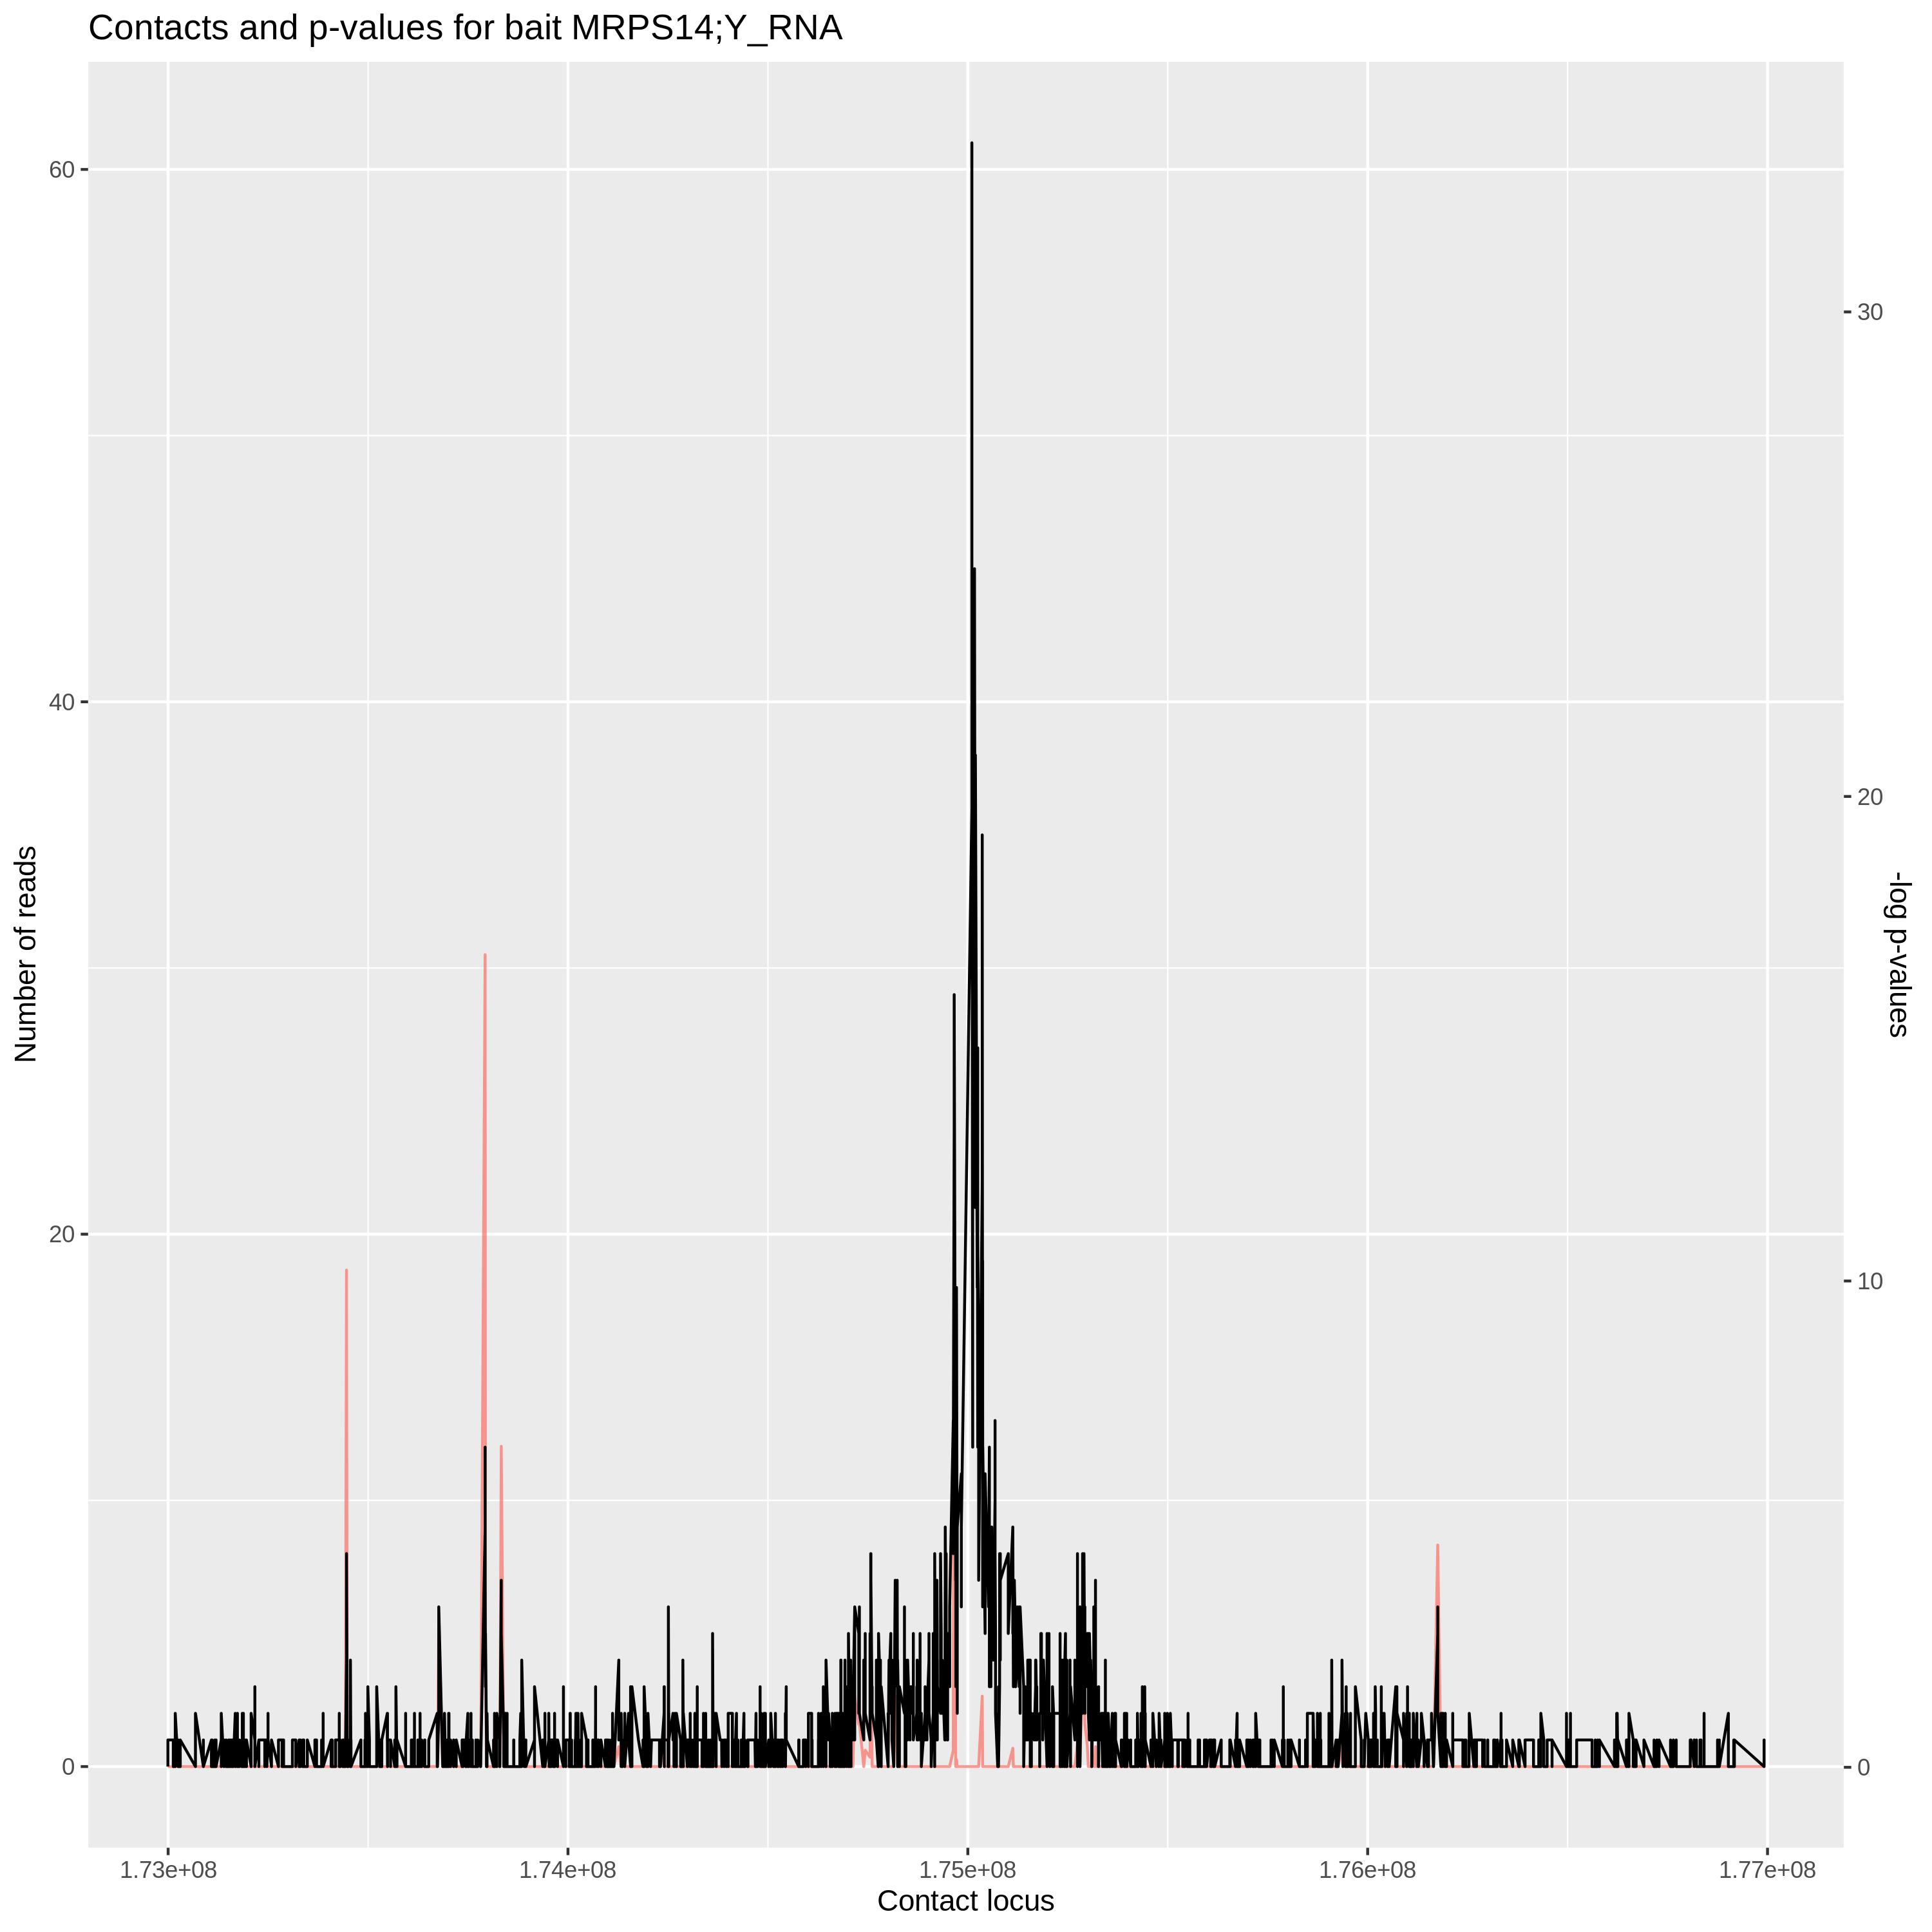 Contacts and p-values for bait MRPS14;Y_RNA
60
40
20
0
Number of reads
30
20
10
0
-log p-values
1.73e+08
1.74e+08
1.75e+08
1.76e+08
1.77e+08
Contact locus